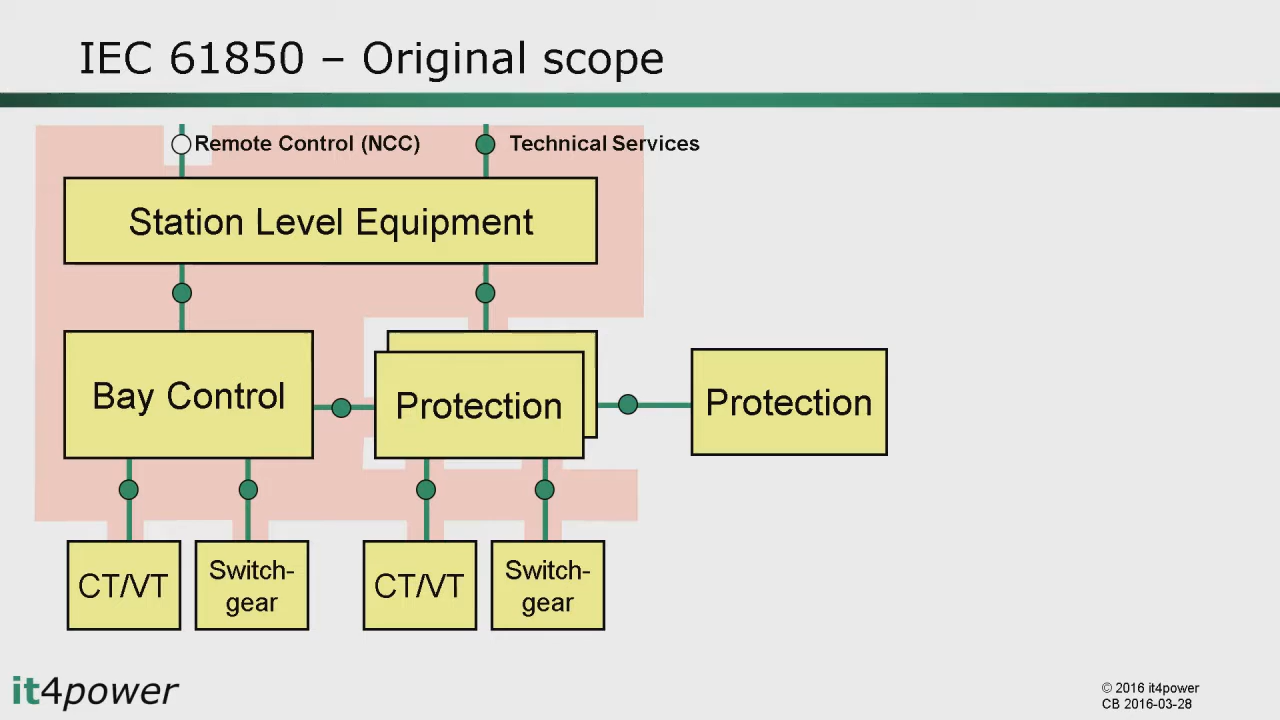 IEC 61850 – Original scope
Remote Control (NCC)
Technical Services
Station Level Equipment
Bay Control
Protection
Protection
CT/VT
Switch-
gear
CT/VT
Switch-
gear
it4power
© 2016 it4power
CB 2016-03-28